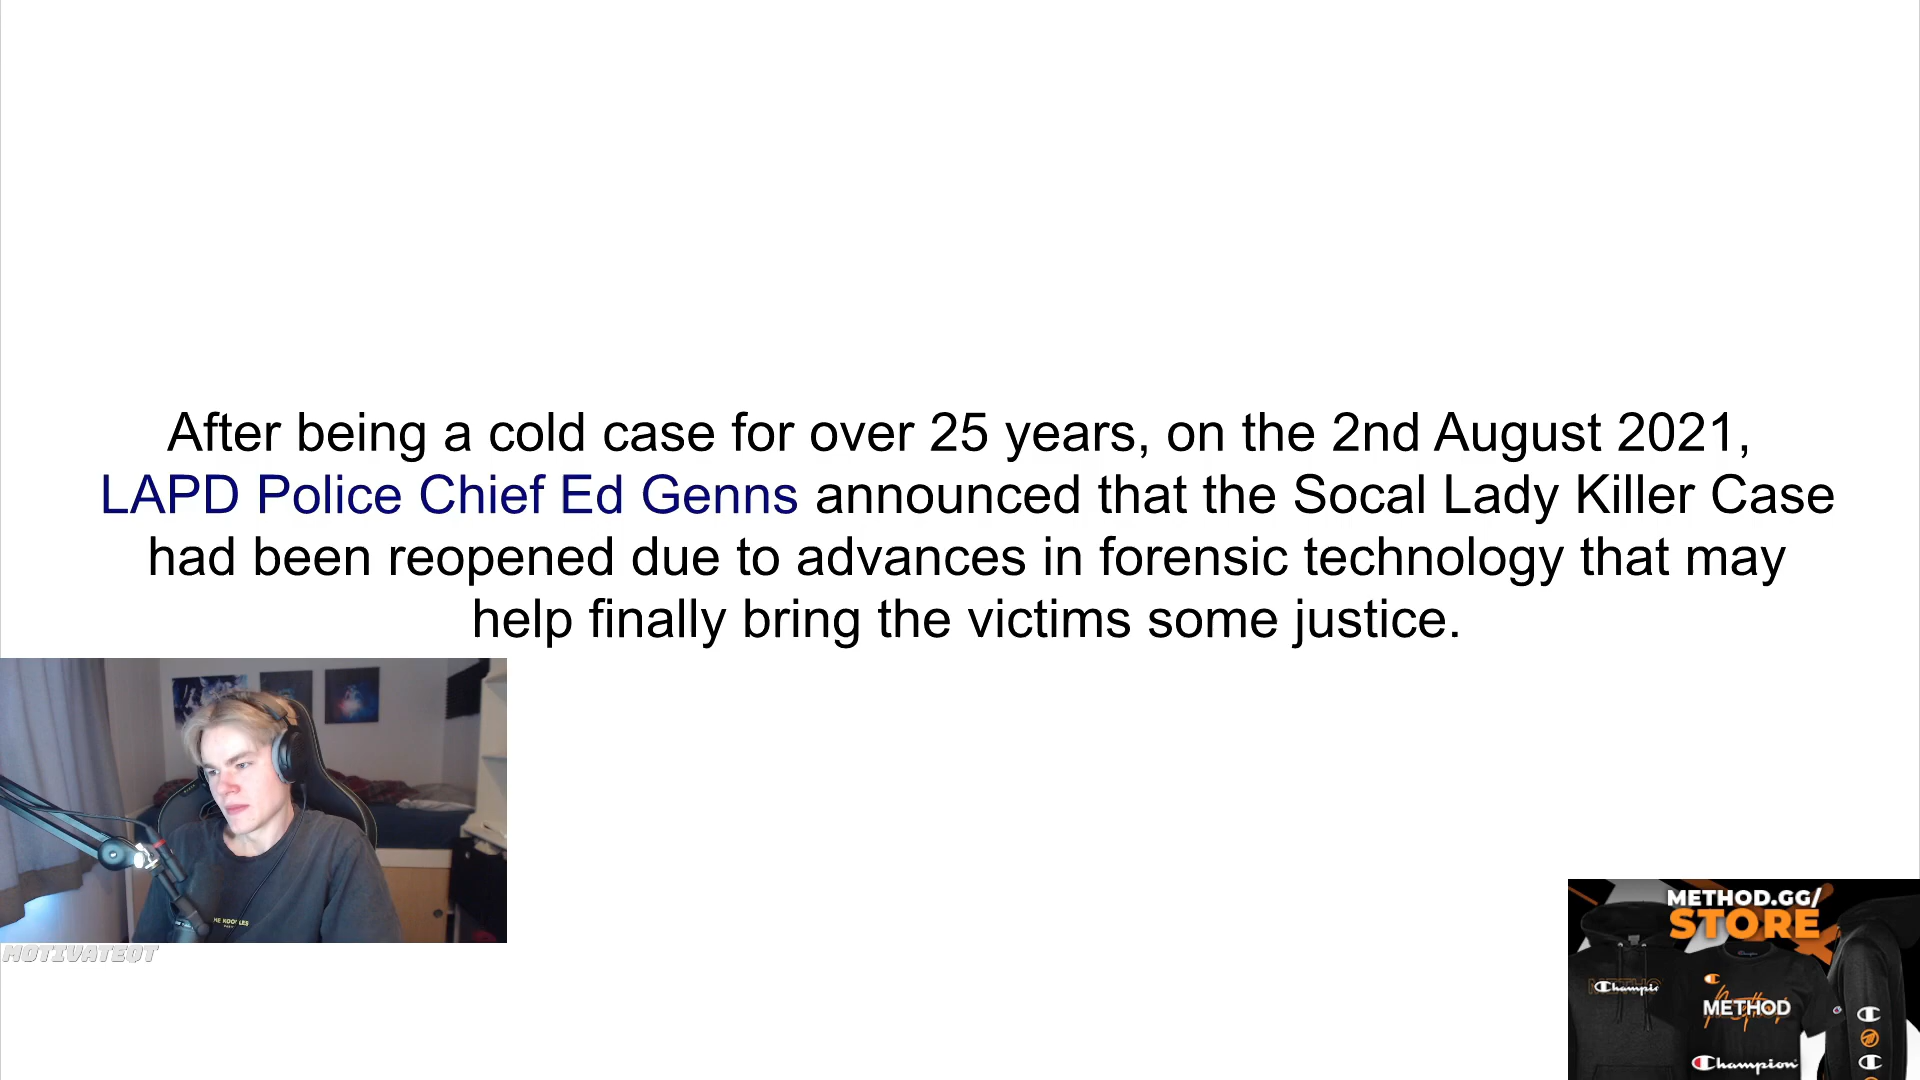 After being a cold case for over 25 years, on the 2nd August 2021,
LAPD Police Chief Ed Genns announced that the Socal Lady Killer Case
had been reopened due to advances in forensic technology that may
help finally bring the victims some justice.
MOTIVATEQT
METHOD.GG/
STORE
Champio
METHOD
Champion